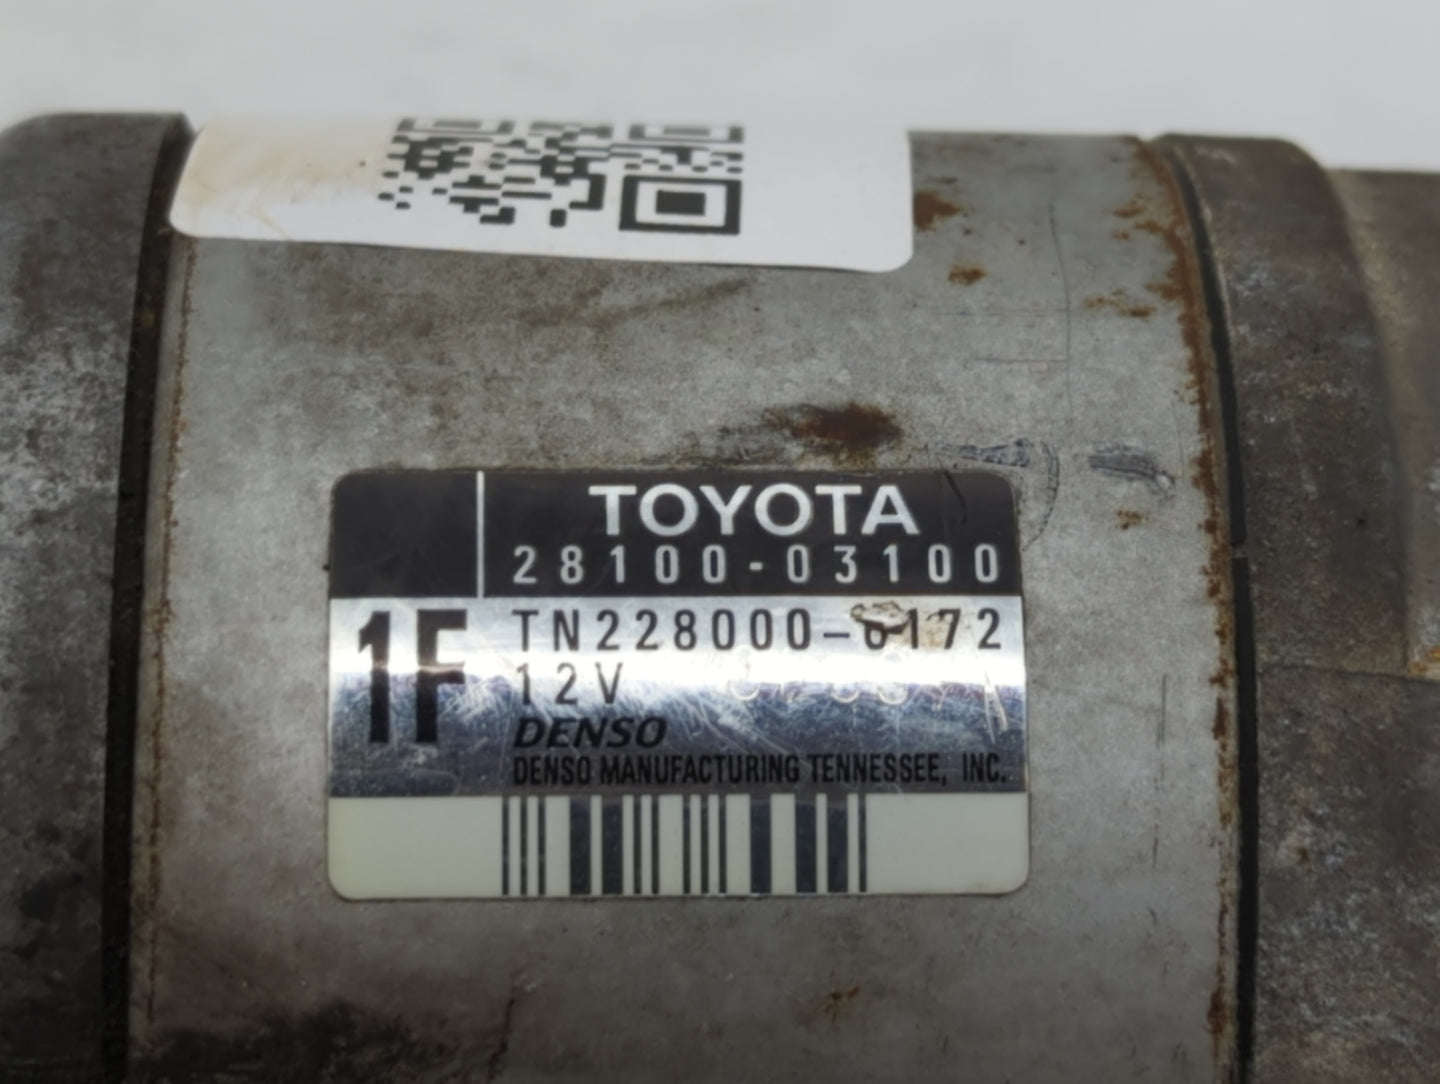 TOYOTA
28100-03100
1F
TN228000-0172
12V
DENSO
DENSO MANUFACTURING TENNESSEE, INC.